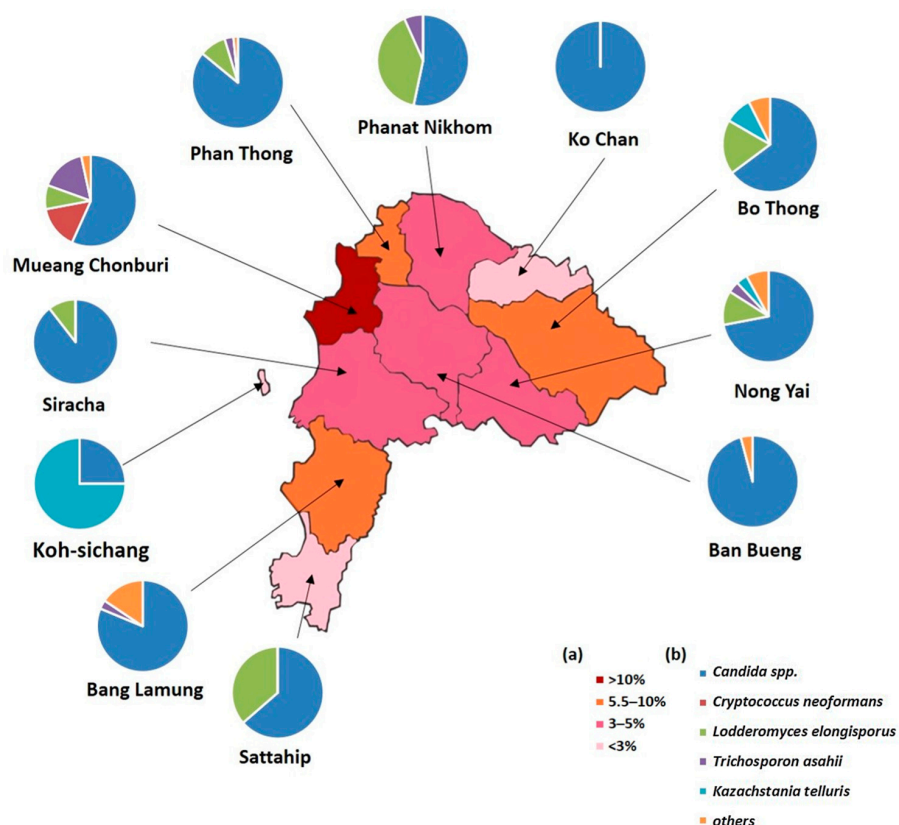 Phanat Nikhom
Ko Chan
Phan Thong
Bo Thong
Mueang Chonburi
Nong Yai
Siracha
Koh-sichang
Ban Bueng
Bang Lamung
Sattahip
(a)
>10%
5.5–10%
3–5%
<3%
(b)
Candida spp.
Cryptococcus neoformans
Lodderomyces elongisporus
Trichosporon asahii
Kazachstania telluris
others